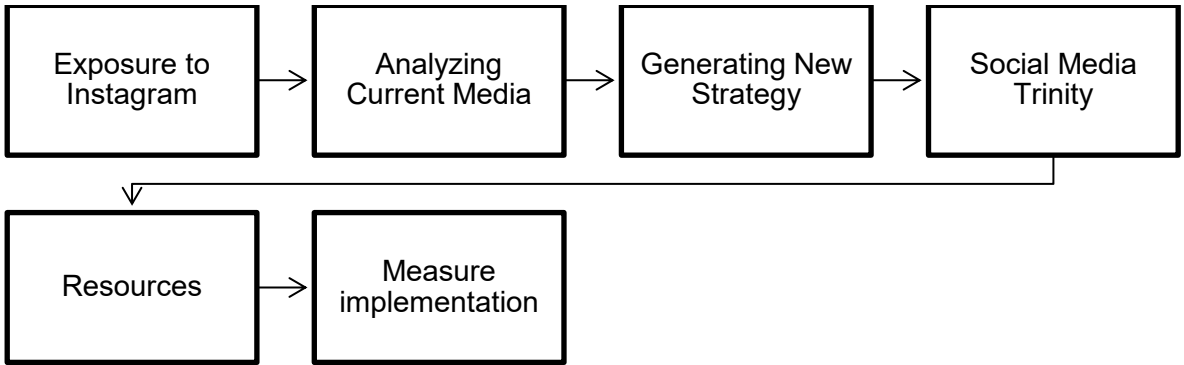 Exposure to
Instagram
Analyzing
Current Media
Generating New
Strategy
Social Media
Trinity
Resources
Measure
implementation